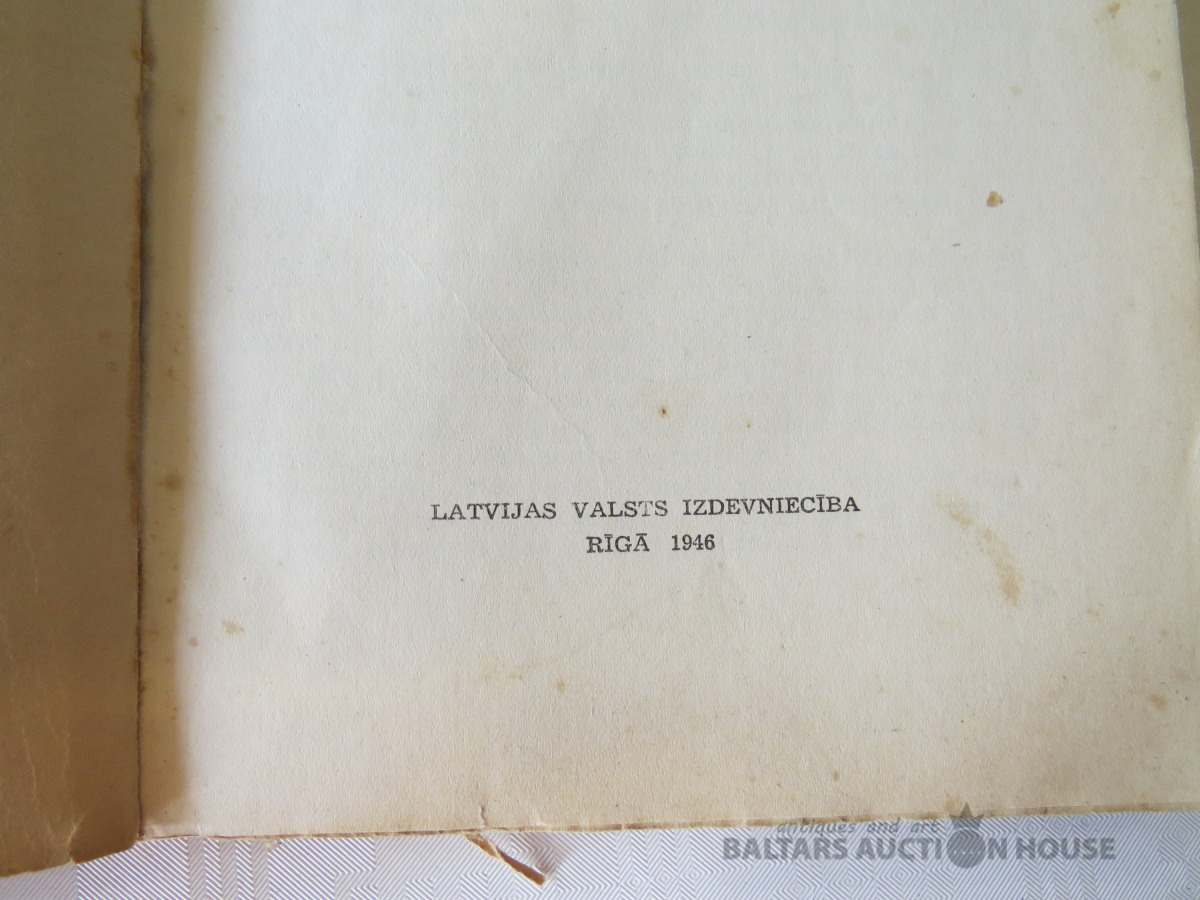 LATVIJAS VALSTS IZDEVNIECĪBA
RĪGĀ 1946
antiques and art
BALTARS AUCTION HOUSE